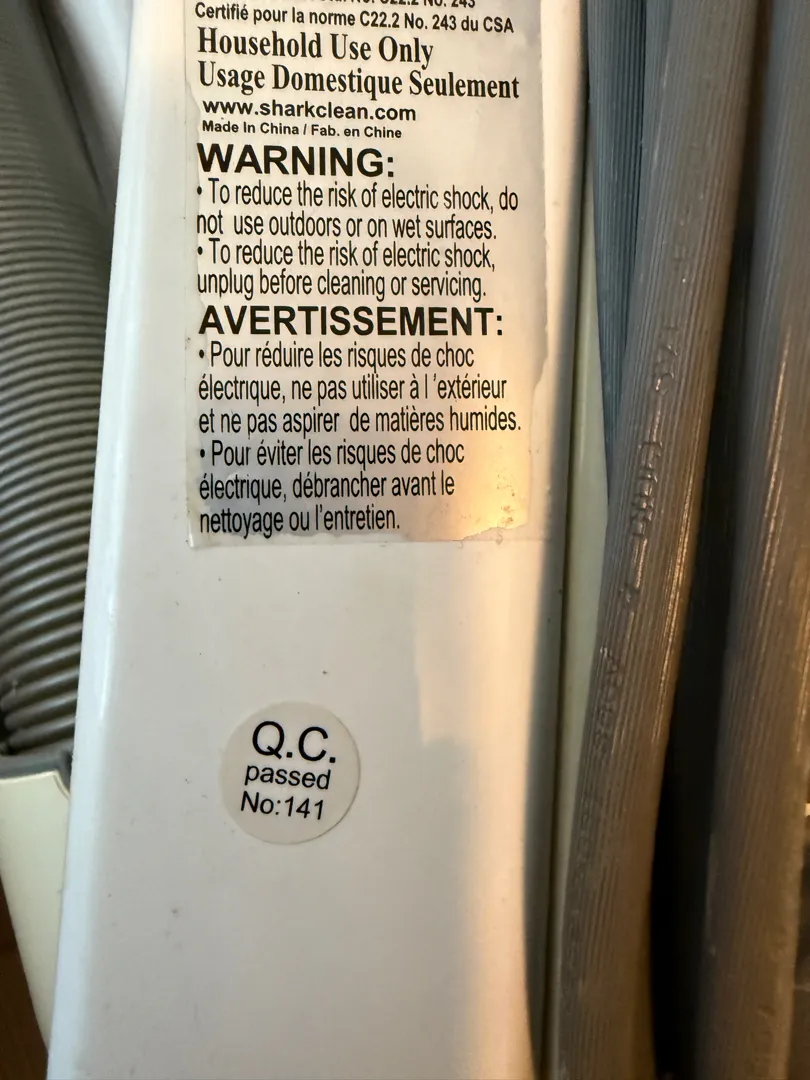 No. 243
Certifié pour la norme C22.2 No. 243 du CSA
Household Use Only
Usage Domestique Seulement
www.sharkclean.com
Made In China / Fab. en Chine
WARNING:
• To reduce the risk of electric shock, do
not use outdoors or on wet surfaces.
• To reduce the risk of electric shock,
unplug before cleaning or servicing.
AVERTISSEMENT:
• Pour réduire les risques de choc
électrique, ne pas utiliser à l 'extérieur
et ne pas aspirer de matières humides.
• Pour éviter les risques de choc
électrique, débrancher avant le
nettoyage ou l'entretien.
Q.C.
passed
No:141
300V